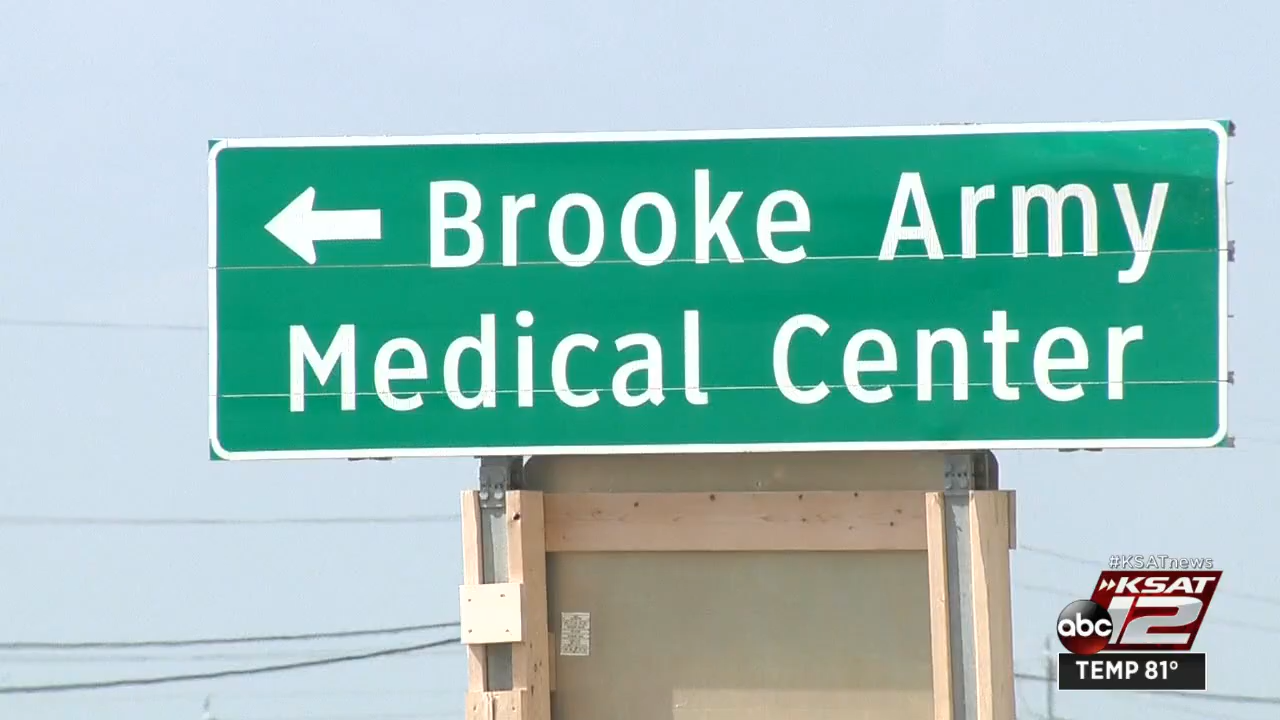 Brooke Army
Medical Center
#KSATnews
KSAT
abc 12
TEMP 81°